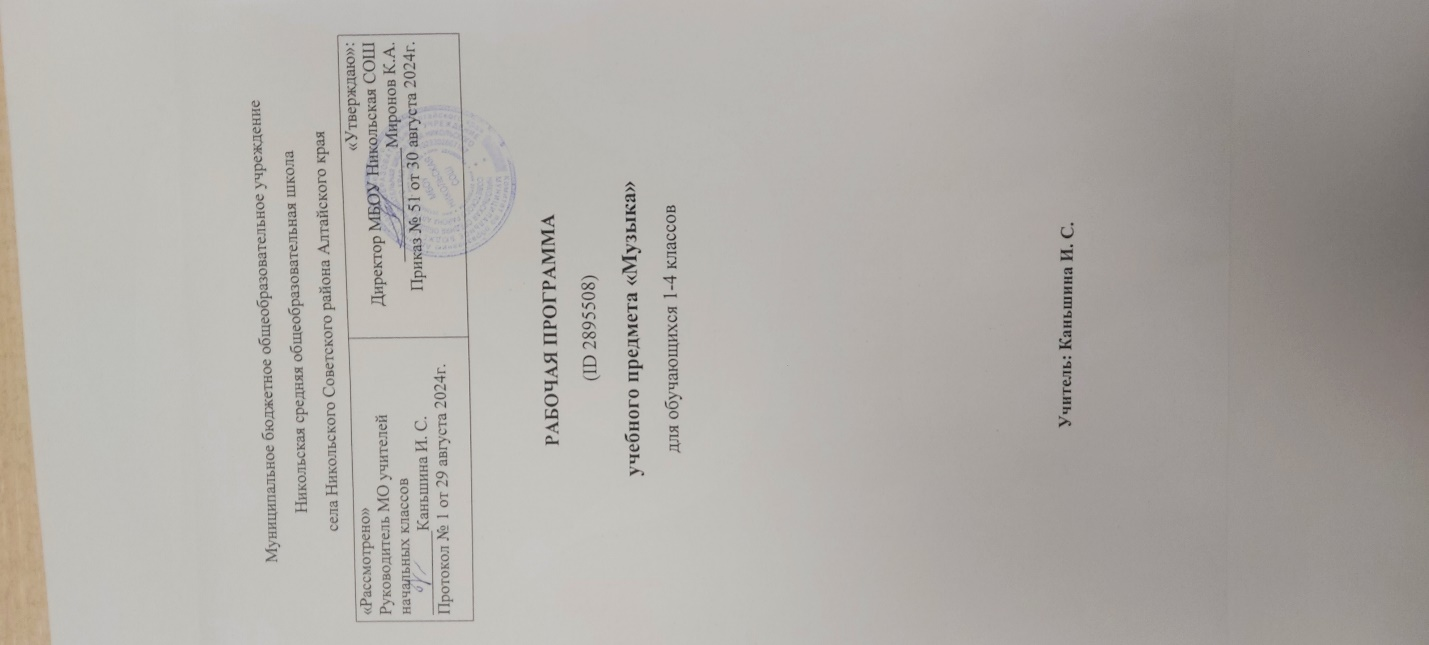 Муниципальное бюджетное общеобразовательное учреждение
Никольская средняя общеобразовательная школа
села Никольского Советского района Алтайского края
«Рассмотрено»
Руководитель МО учителей
начальных классов
Каньшина И. С.
Протокол № 1 от 29 августа 2024г.
«Утверждаю»:
Директор МБОУ Никольская СОШ
Миронов К.А.
Приказ № 51 от 30 августа 2024г.
РАБОЧАЯ ПРОГРАММА
(ID 2895508)
учебного предмета «Музыка»
для обучающихся 1-4 классов
Учитель: Каньшина И. С.